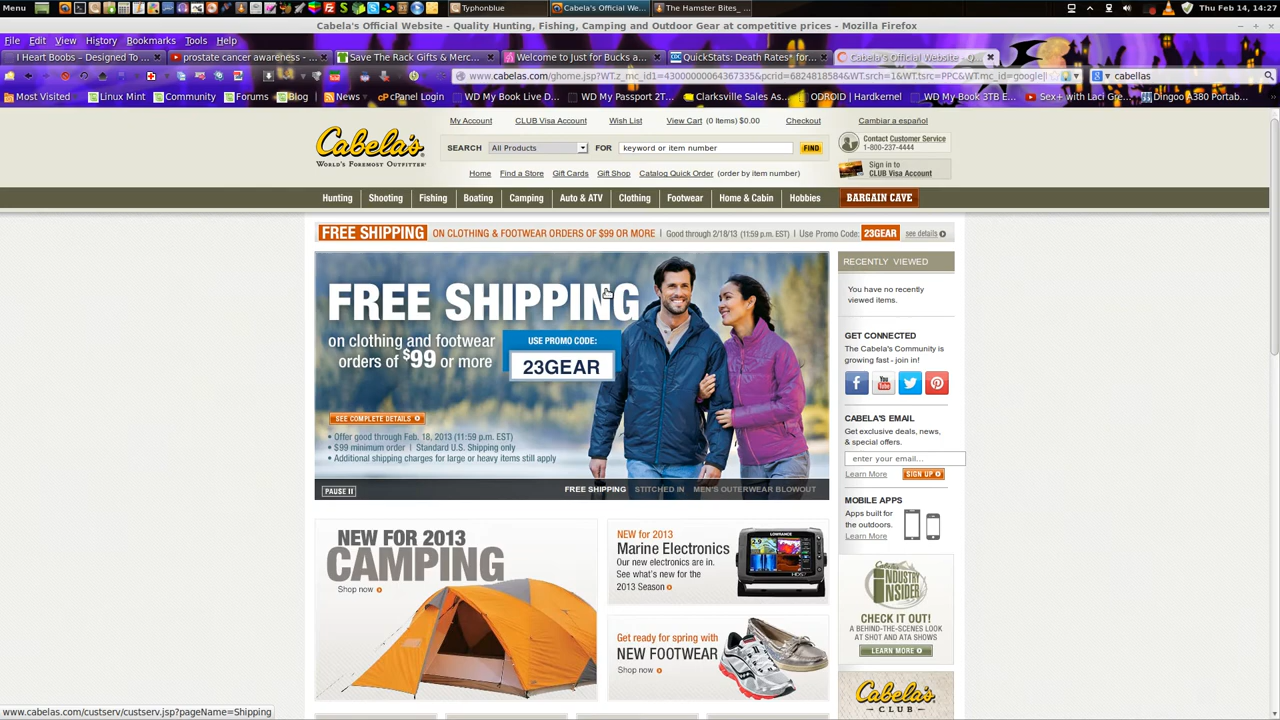 Menu
Typhonblue
Cabela's Official We...
The Hamster Bites_ ...
Thu Feb 14, 14:27
Cabela's Official Website - Quality Hunting, Fishing, Camping and Outdoor Gear at competitive prices - Mozilla Firefox
File Edit View History Bookmarks Tools Help
I Heart Boobs – Designed To ...
prostate cancer awareness - ...
Save The Rack Gifts & Merc...
Welcome to Just for Bucks a...
QuickStats: Death Rates* for...
Cabela's Official Website - Q...
www.cabelas.com/ghome.jsp?WT.z_mc_id1=43000000064367335&pcrid=6824818584&WT.srch=1&WT.tsrc=PPC&WT.mc_id=google|
cabellas
Most Visited Linux Mint Community Forums Blog News cPanel Login WD My Book Live D... WD My Passport 2T... Clarksville Sales As... ODROID | Hardkernel WD My Book 3TB E... Sex+ with Laci Gre... Dingoo A380 Portab...
My Account CLUB Visa Account Wish List View Cart (0 Items) $0.00 Checkout Cambiar a español
Cabela's
WORLD'S FOREMOST OUTFITTER
SEARCH All Products FOR keyword or item number FIND
Contact Customer Service
1-800-237-4444
Sign in to
CLUB Visa Account
Home Find a Store Gift Cards Gift Shop Catalog Quick Order (order by item number)
Hunting Shooting Fishing Boating Camping Auto & ATV Clothing Footwear Home & Cabin Hobbies BARGAIN CAVE
FREE SHIPPING ON CLOTHING & FOOTWEAR ORDERS OF $99 OR MORE | Good through 2/18/13 (11:59 p.m. EST) | Use Promo Code: 23GEAR see details
FREE SHIPPING
on clothing and footwear
orders of $99 or more
USE PROMO CODE:
23GEAR
SEE COMPLETE DETAILS
• Offer good through Feb. 18, 2013 (11:59 p.m. EST)
• $99 minimum order | Standard U.S. Shipping only
• Additional shipping charges for large or heavy items still apply
PAUSE II
FREE SHIPPING STITCHED IN MEN'S OUTERWEAR BLOWOUT
RECENTLY VIEWED
You have no recently
viewed items.
GET CONNECTED
The Cabela's Community is
growing fast - join in!
CABELA'S EMAIL
Get exclusive deals, news,
& special offers.
enter your email...
Learn More SIGN UP
MOBILE APPS
Apps built for
the outdoors.
Learn More
NEW FOR 2013
CAMPING
Shop now
NEW for 2013
Marine Electronics
Our new electronics are in.
See what's new for the
2013 Season
LOWRANCE
Get ready for spring with
NEW FOOTWEAR
Shop now
Cabela's
INDUSTRY
INSIDER
CHECK IT OUT!
A BEHIND-THE-SCENES LOOK
AT SHOT AND ATA SHOWS
LEARN MORE
Cabela's
CLUB
www.cabelas.com/custserv/custserv.jsp?pageName=Shipping